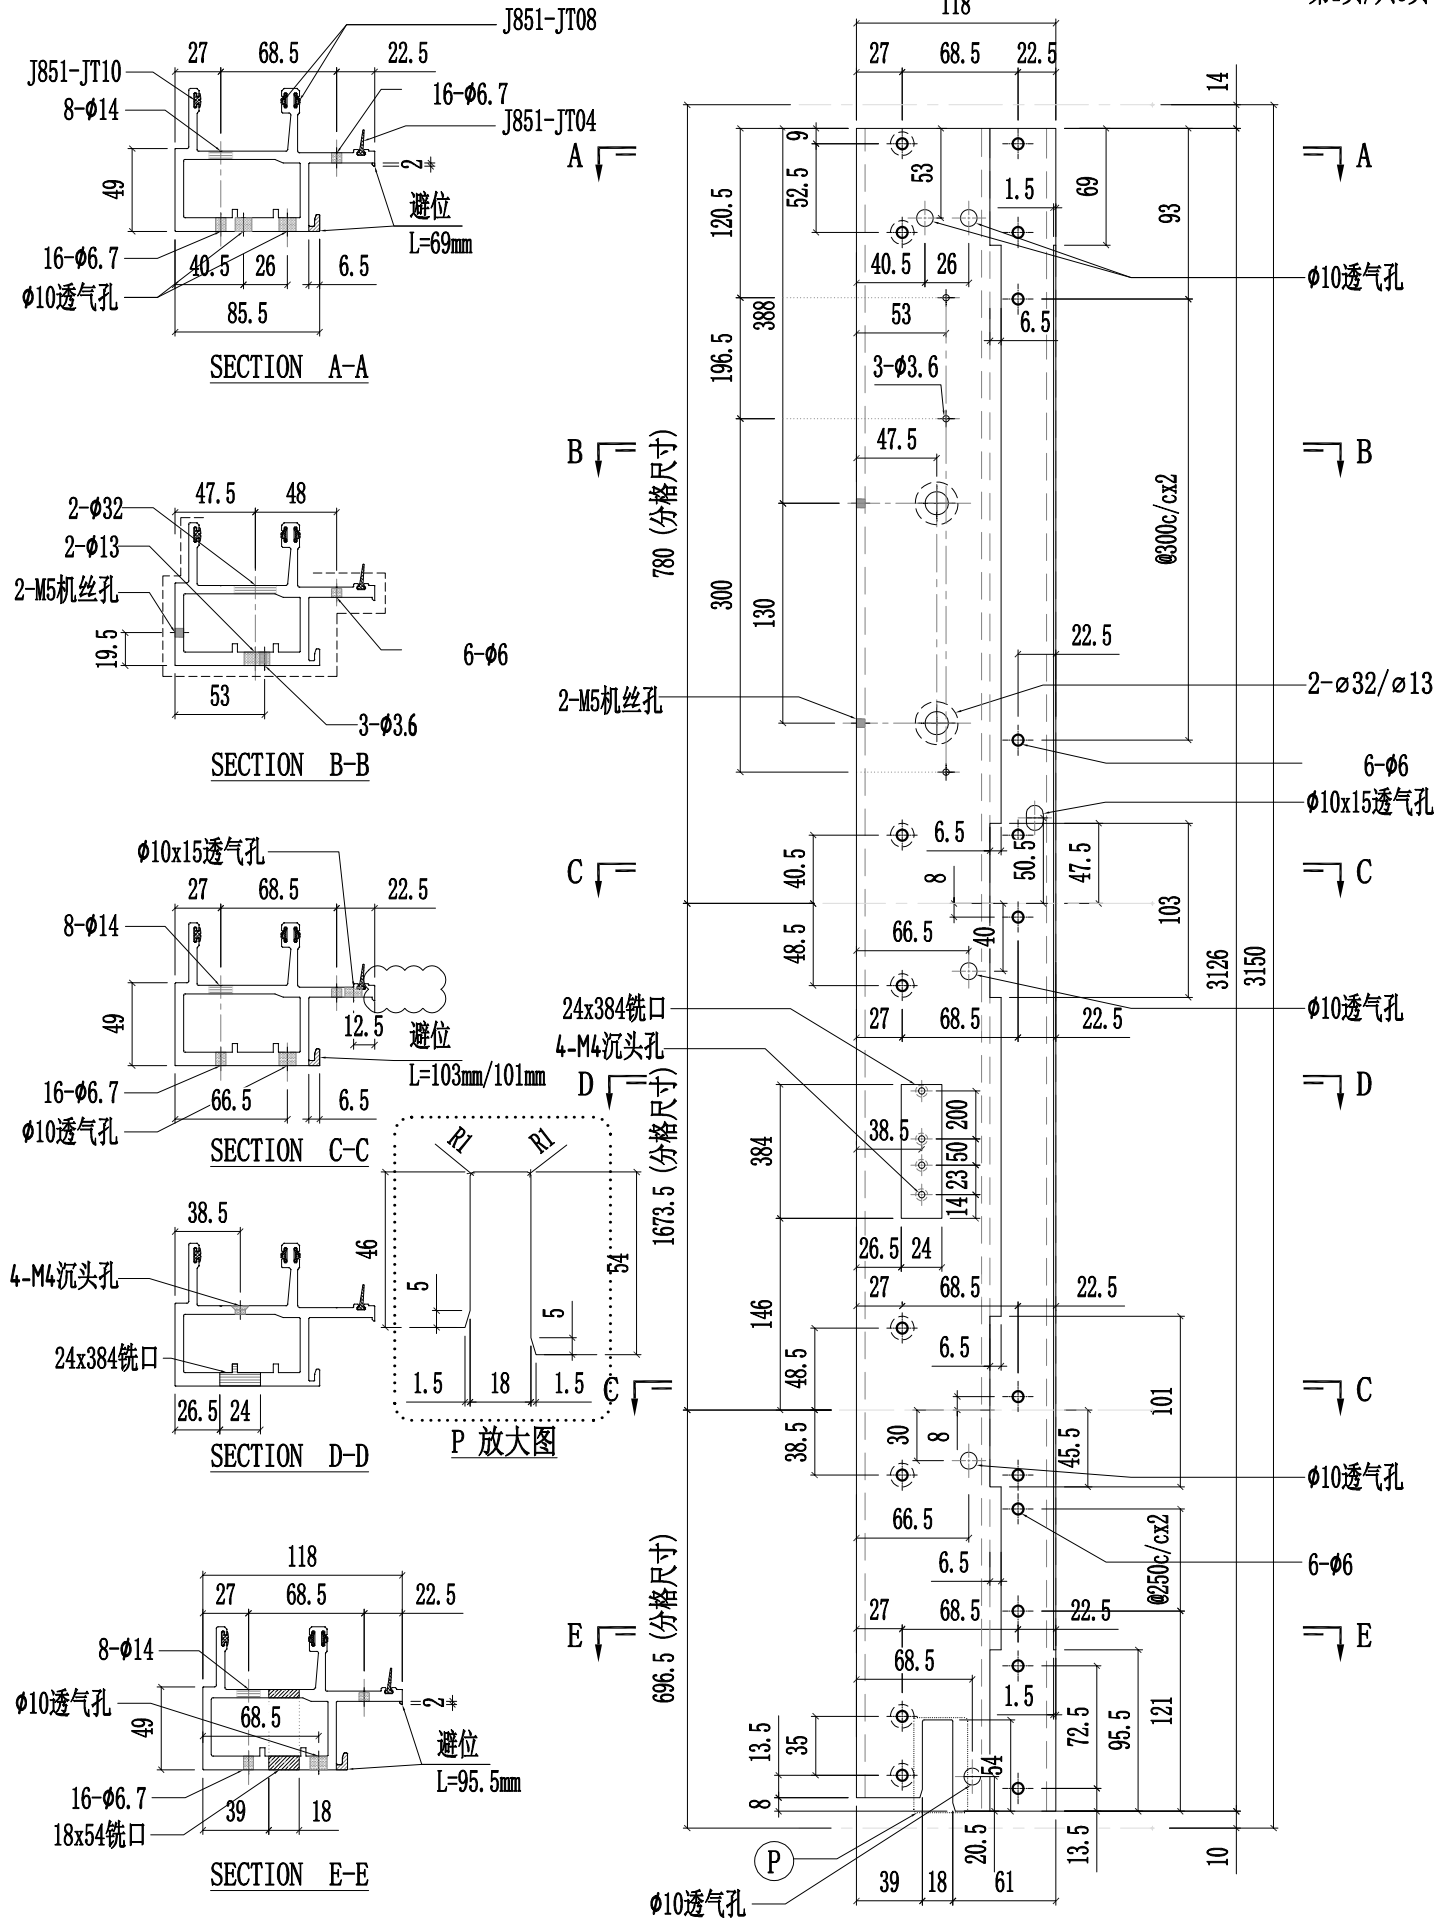 J851-JT08
27
68.5
22.5
J851-JT10
8-ϕ14
16-ϕ6.7
J851-JT04
2
49
避位
L=69mm
16-ϕ6.7
40.5
26
6.5
ϕ10透气孔
85.5
SECTION A-A
47.5
48
2-ϕ32
2-ϕ13
2-M5机丝孔
19.5
6-ϕ6
53
3-ϕ3.6
SECTION B-B
ϕ10x15透气孔
27
68.5
22.5
8-ϕ14
49
12.5
避位
L=103mm/101mm
16-ϕ6.7
66.5
6.5
ϕ10透气孔
SECTION C-C
38.5
4-M4沉头孔
24x384铣口
26.5
24
SECTION D-D
R1
R1
46
54
5
5
1.5
18
1.5
P 放大图
118
27
68.5
22.5
8-ϕ14
ϕ10透气孔
2
68.5
49
避位
L=95.5mm
16-ϕ6.7
39
18
18x54铣口
SECTION E-E
118
27
68.5
22.5
14
A
A
9
53
52.5
120.5
1.5
69
93
40.5
26
ϕ10透气孔
388
53
6.5
196.5
3-ϕ3.6
B
B
47.5
780 (分格尺寸)
@300c/cx2
300
130
22.5
2-M5机丝孔
2-⌀32/⌀13
6-ϕ6
ϕ10x15透气孔
6.5
C
C
40.5
8
50.5
47.5
103
66.5
40
48.5
3126
3150
24x384铣口
ϕ10透气孔
27
68.5
22.5
4-M4沉头孔
D
D
1673.5 (分格尺寸)
384
38.5
200
50
23
14
26.5
24
27
68.5
22.5
146
6.5
48.5
C
C
101
38.5
30
8
45.5
ϕ10透气孔
66.5
@250c/cx2
6.5
6-ϕ6
696.5 (分格尺寸)
27
68.5
22.5
E
E
68.5
1.5
72.5
95.5
121
13.5
35
54
8
20.5
13.5
10
P
39
18
61
ϕ10透气孔